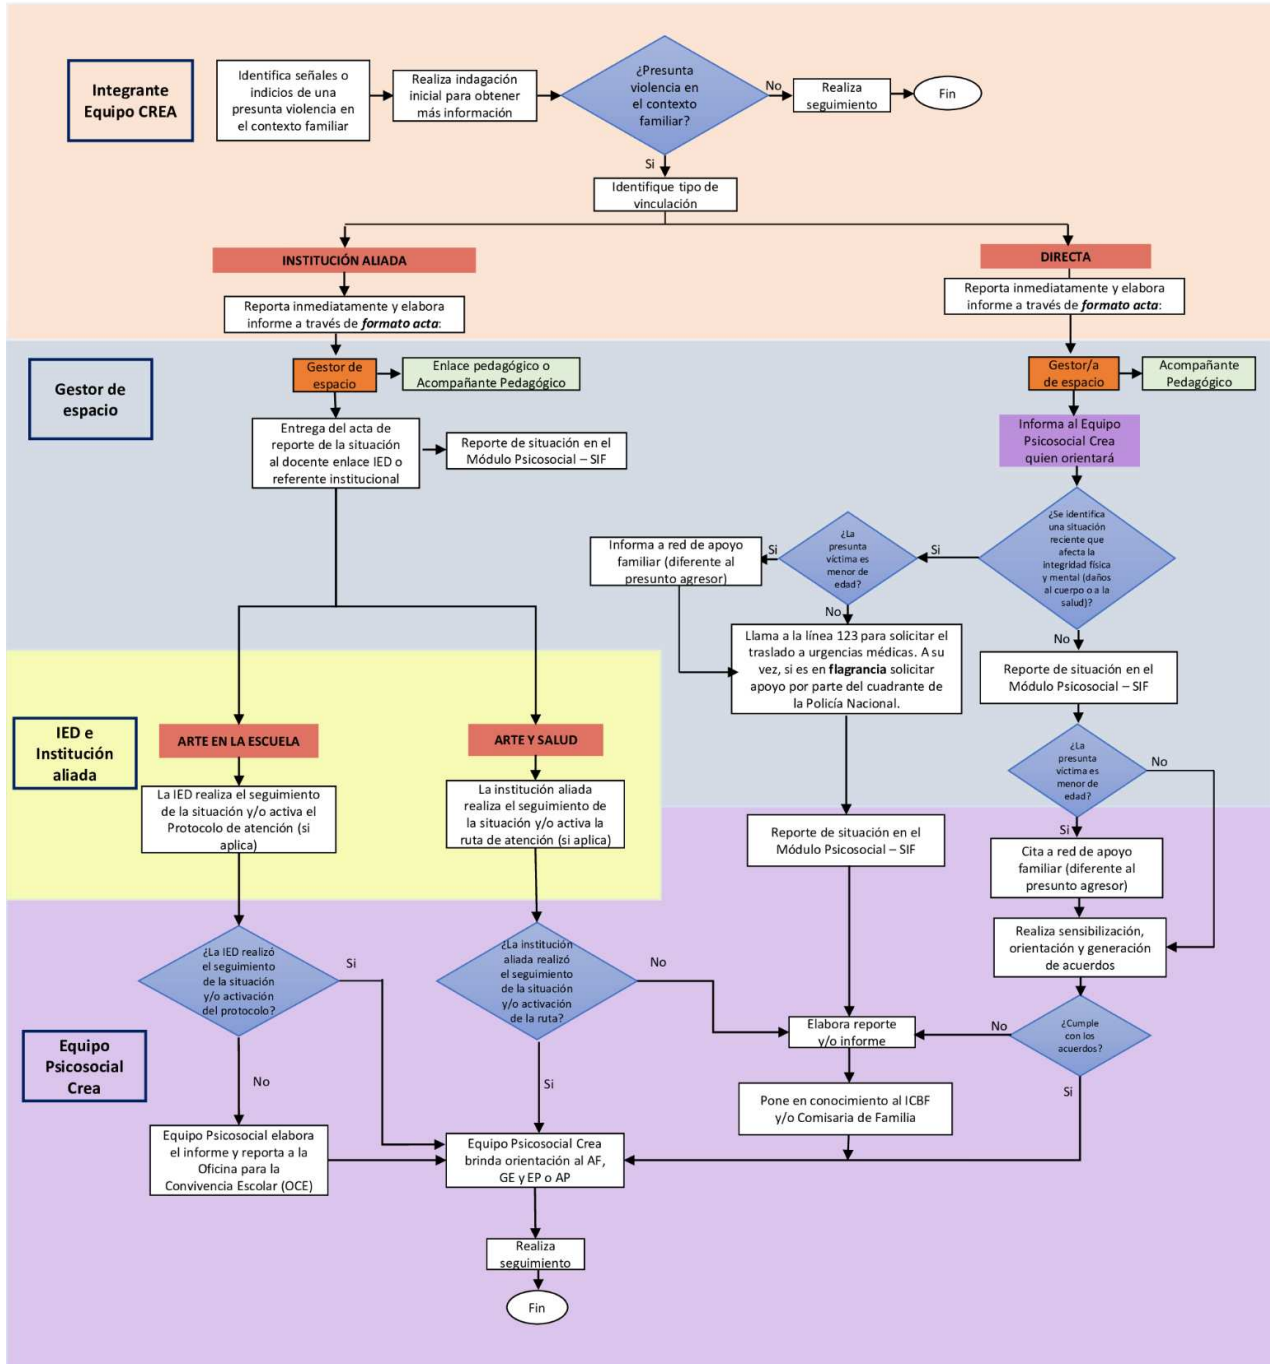 Integrante
Equipo CREA
Identifica señales o
indicios de una
presunta violencia en
el contexto familiar
Realiza indagación
inicial para obtener
más información
¿Presunta
violencia en
el contexto
familiar?
No
Realiza
seguimiento
Fin
Si
Identifique tipo de
vinculación
INSTITUCIÓN ALIADA
DIRECTA
Reporta inmediatamente y elabora
informe a través de formato acta:
Reporta inmediatamente y elabora
informe a través de formato acta:
Gestor de
espacio
Gestor de
espacio
Enlace pedagógico o
Acompañante Pedagógico
Gestor/a
de espacio
Acompañante
Pedagógico
Entrega del acta de
reporte de la situación
al docente enlace IED o
referente institucional
Reporte de situación en el
Módulo Psicosocial – SIF
Informa al Equipo
Psicosocial Crea
quien orientará
¿Se identifica
una situación
reciente que
afecta la
integridad física
y mental (daños
al cuerpo o a la
salud)?
Si
¿La
presunta
víctima es
menor de
edad?
Si
Informa a red de apoyo
familiar (diferente al
presunto agresor)
No
No
Llama a la línea 123 para solicitar el
traslado a urgencias médicas. A su
vez, si es en flagrancia solicitar
apoyo por parte del cuadrante de
la Policía Nacional.
Reporte de situación en el
Módulo Psicosocial – SIF
IED e
Institución
aliada
ARTE EN LA ESCUELA
ARTE Y SALUD
¿La
presunta
víctima es
menor de
edad?
No
Si
La IED realiza el seguimiento
de la situación y/o activa el
Protocolo de atención (si
aplica)
La institución aliada
realiza el seguimiento de
la situación y/o activa la
ruta de atención (si aplica)
Reporte de situación en el
Módulo Psicosocial – SIF
Cita a red de apoyo
familiar (diferente al
presunto agresor)
Realiza sensibilización,
orientación y generación
de acuerdos
¿La IED realizó
el seguimiento
de la situación
y/o activación
del protocolo?
Si
¿La institución
aliada realizó
el seguimiento
de la situación
y/o activación
de la ruta?
No
Elabora reporte
y/o informe
No
¿Cumple
con los
acuerdos?
Equipo
Psicosocial
Crea
No
Si
Si
Pone en conocimiento al ICBF
y/o Comisaria de Familia
Equipo Psicosocial elabora
el informe y reporta a la
Oficina para la
Convivencia Escolar (OCE)
Equipo Psicosocial Crea
brinda orientación al AF,
GE y EP o AP
Realiza
seguimiento
Fin